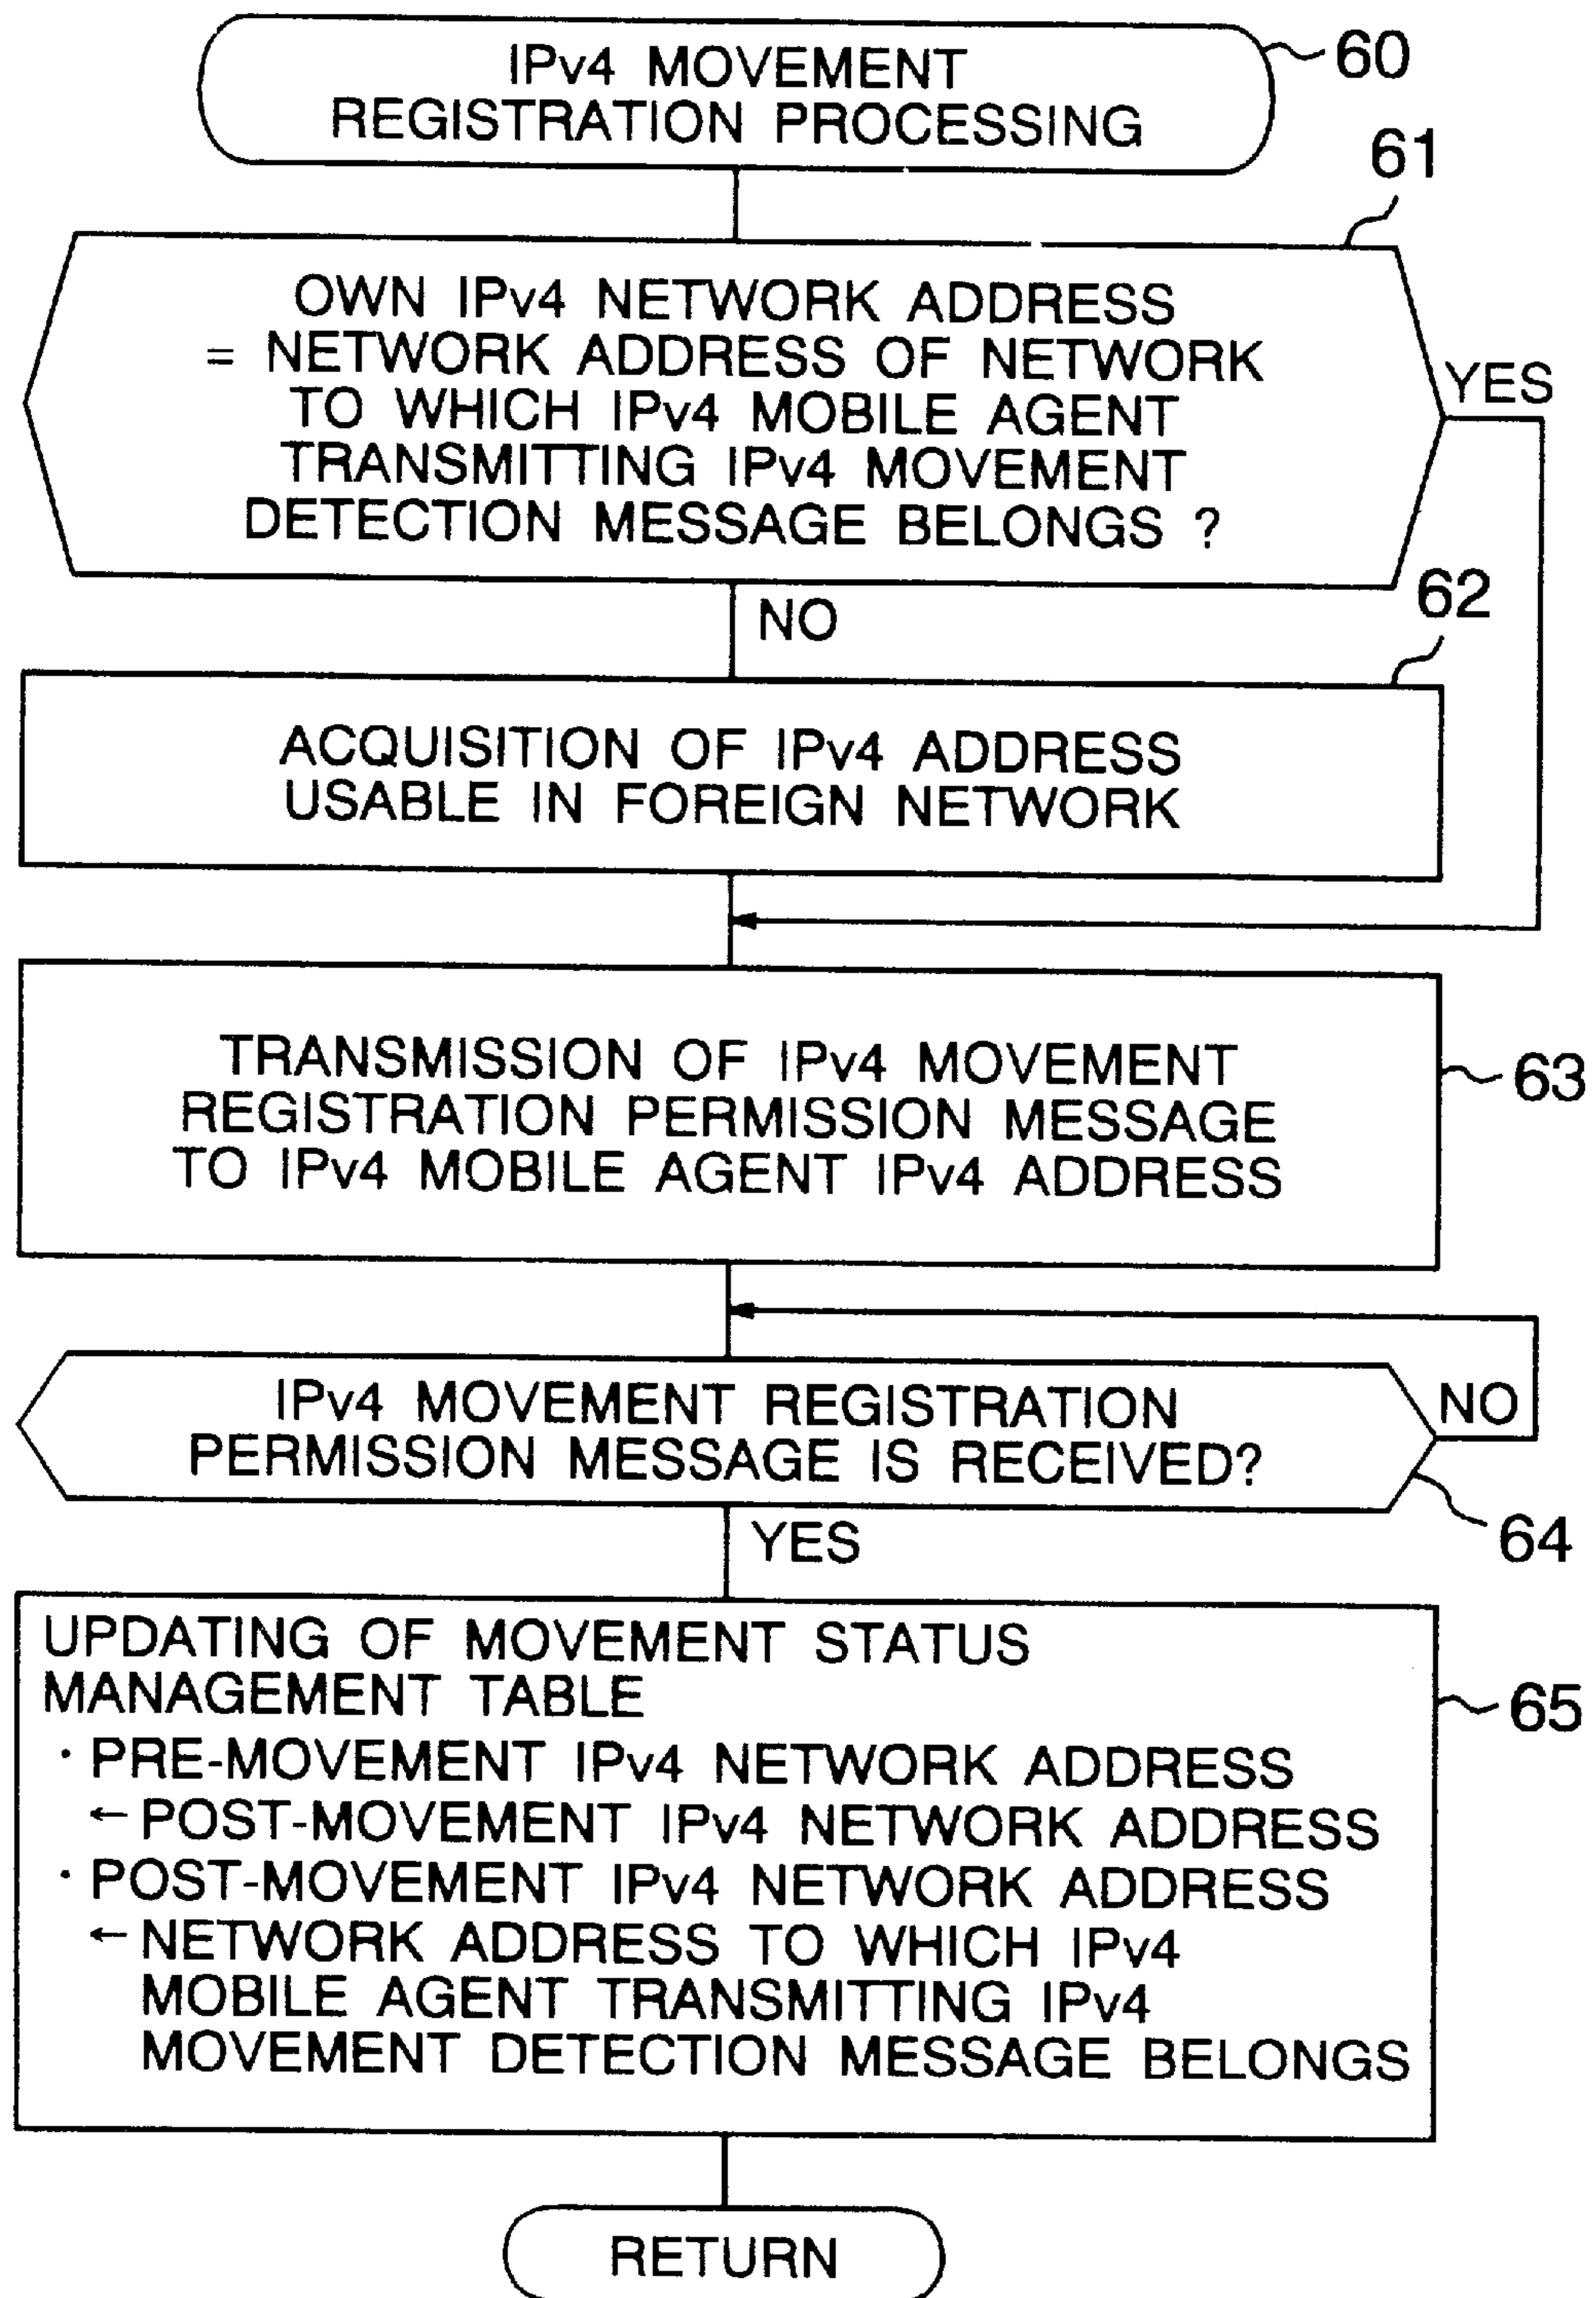 IPv4 MOVEMENT
REGISTRATION PROCESSING
60
61
OWN IPv4 NETWORK ADDRESS
= NETWORK ADDRESS OF NETWORK
TO WHICH IPv4 MOBILE AGENT
TRANSMITTING IPv4 MOVEMENT
DETECTION MESSAGE BELONGS ?
YES
NO
62
ACQUISITION OF IPv4 ADDRESS
USABLE IN FOREIGN NETWORK
TRANSMISSION OF IPv4 MOVEMENT
REGISTRATION PERMISSION MESSAGE
TO IPv4 MOBILE AGENT IPv4 ADDRESS
63
IPv4 MOVEMENT REGISTRATION
PERMISSION MESSAGE IS RECEIVED?
NO
64
YES
UPDATING OF MOVEMENT STATUS
MANAGEMENT TABLE
· PRE-MOVEMENT IPv4 NETWORK ADDRESS
← POST-MOVEMENT IPv4 NETWORK ADDRESS
· POST-MOVEMENT IPv4 NETWORK ADDRESS
← NETWORK ADDRESS TO WHICH IPv4
MOBILE AGENT TRANSMITTING IPv4
MOVEMENT DETECTION MESSAGE BELONGS
65
RETURN